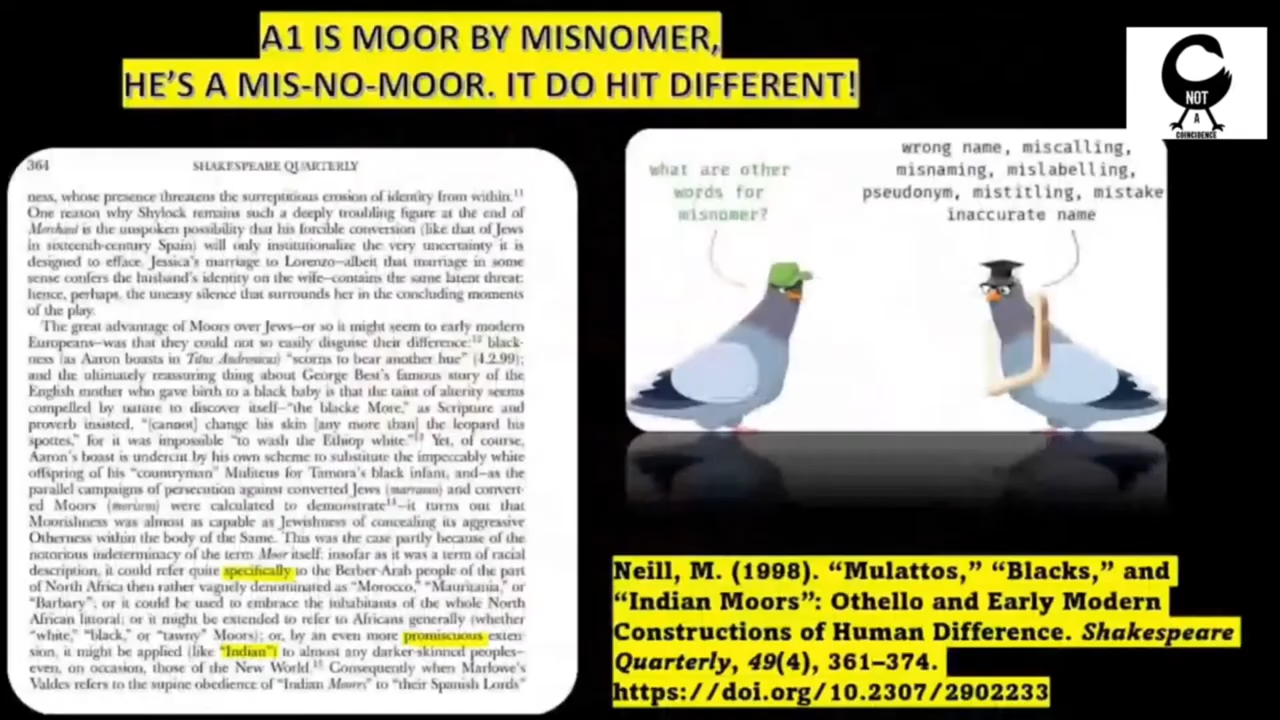 A1 IS MOOR BY MISNOMER,
HE'S A MIS-NO-MOOR. IT DO HIT DIFFERENT!
NOT
A
COINCIDENCE
364 SHAKESPEARE QUARTERLY
ness, whose presence threatens the surreptitious erosion of identity from within.11
One reason why Shylock remains such a deeply troubling figure at the end of
Merchant is the unspoken possibility that his forcible conversion (like that of Jews
in sixteenth-century Spain) will only institutionalize the very uncertainty it is
designed to efface. Jessica's marriage to Lorenzo–albeit that marriage in some
sense confers the husband's identity on the wife–contains the same latent threat:
hence, perhaps, the uneasy silence that surrounds her in the concluding moments
of the play.
The great advantage of Moors over Jews–or so it might seem to early modern
Europeans–was that they could not so easily disguise their difference:12 black-
ness (as Aaron boasts in Titus Andronicus) "scorns to bear another hue" (4.2.99);
and the ultimately reassuring thing about George Best's famous story of the
English mother who gave birth to a black baby is that the taint of alterity seems
compelled by nature to discover itself–"the blacke More," as Scripture and
proverb insisted, "[cannot] change his skin [any more than] the leopard his
spottes," for it was impossible "to wash the Ethiop white."13 Yet, of course,
Aaron's boast is undercut by his own scheme to substitute the impeccably white
offspring of his "countryman" Muliteus for Tamora's black infant, and–as the
parallel campaigns of persecution against converted Jews (marrano) and convert-
ed Moors (morisco) were calculated to demonstrate14–it turns out that
Moorishness was almost as capable as Jewishness of concealing its aggressive
Otherness within the body of the Same. This was the case partly because of the
notorious indeterminacy of the term Moor itself: insofar as it was a term of racial
description, it could refer quite specifically to the Berber-Arab people of the part
of North Africa then rather vaguely denominated as "Morocco," "Mauritania," or
"Barbary"; or it could be used to embrace the inhabitants of the whole North
African littoral; or it might be extended to refer to Africans generally (whether
"white," "black," or "tawny" Moors); or, by an even more promiscuous exten-
sion, it might be applied (like "Indian") to almost any darker-skinned peoples–
even, on occasion, those of the New World.15 Consequently when Marlowe's
Valdes refers to the supine obedience of "Indian Moores" to "their Spanish Lords"
what are other
words for
misnomer?
wrong name, miscalling,
misnaming, mislabelling,
pseudonym, mistitling, mistake
inaccurate name
Neill, M. (1998). "Mulattos," "Blacks," and
"Indian Moors": Othello and Early Modern
Constructions of Human Difference. Shakespeare
Quarterly, 49(4), 361–374.
https://doi.org/10.2307/2902233